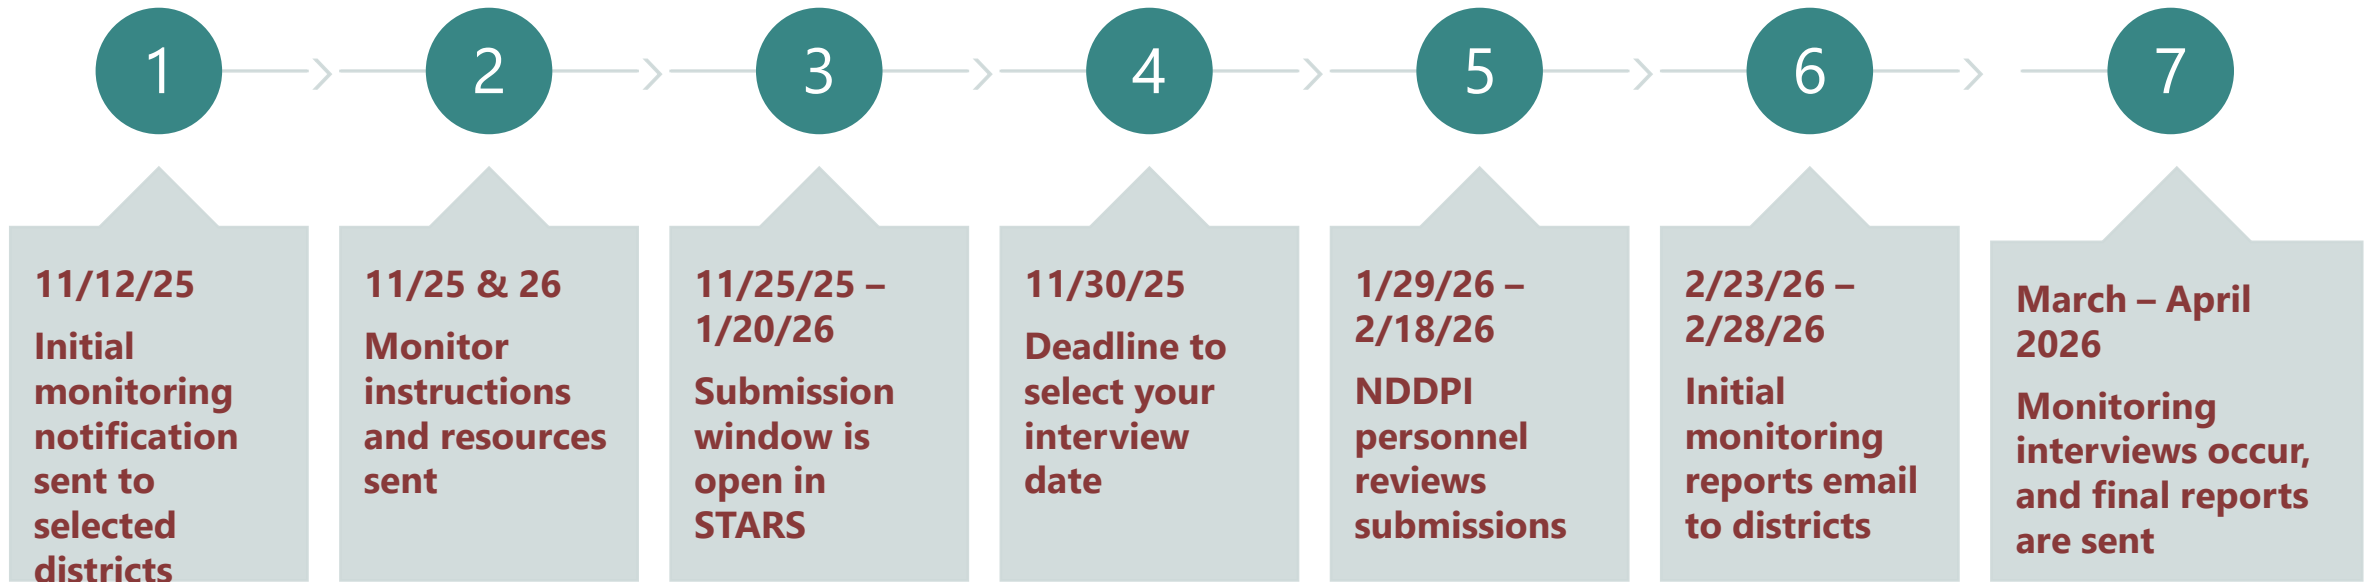 1
2
3
4
5
6
7
11/12/25
Initial
monitoring
notification
sent to
selected
districts
11/25 & 26
Monitor
instructions
and resources
sent
11/25/25 –
1/20/26
Submission
window is
open in
STARS
11/30/25
Deadline to
select your
interview
date
1/29/26 –
2/18/26
NDDPI
personnel
reviews
submissions
2/23/26 –
2/28/26
Initial
monitoring
reports email
to districts
March – April
2026
Monitoring
interviews occur,
and final reports
are sent